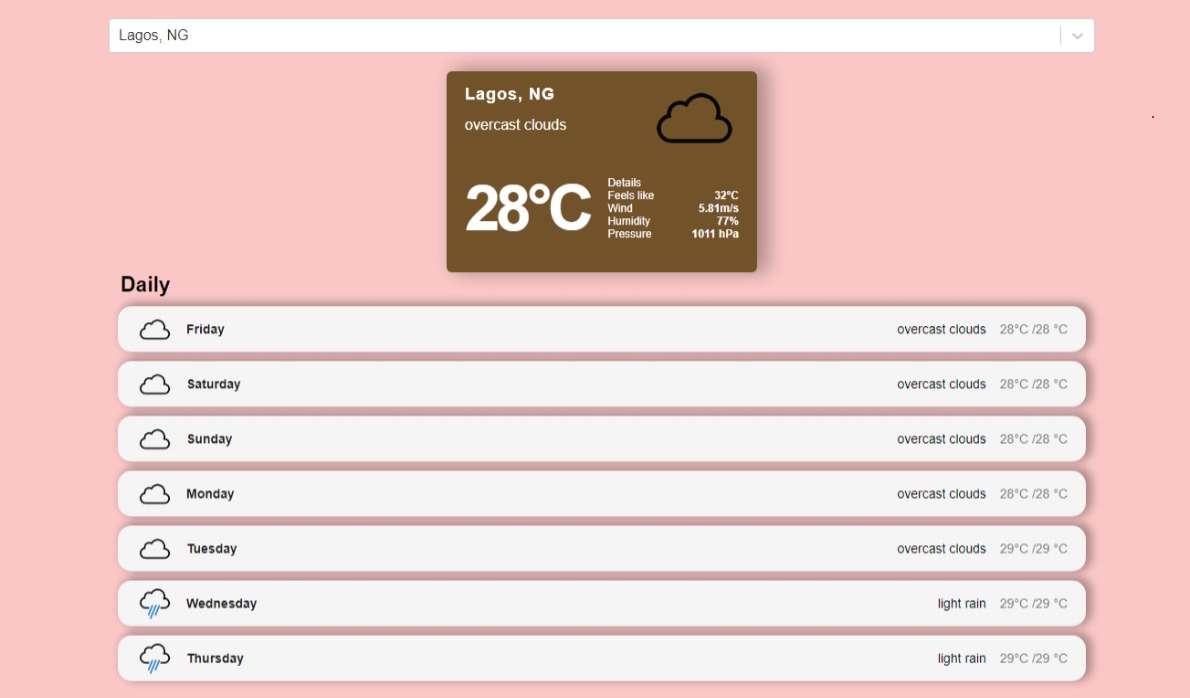 Lagos, NG
Lagos, NG
overcast clouds
28°C
Details
Feels like 32°C
Wind 5.81m/s
Humidity 77%
Pressure 1011 hPa
Daily
Friday overcast clouds 28°C /28 °C
Saturday overcast clouds 28°C /28 °C
Sunday overcast clouds 28°C /28 °C
Monday overcast clouds 28°C /28 °C
Tuesday overcast clouds 29°C /29 °C
Wednesday light rain 29°C /29 °C
Thursday light rain 29°C /29 °C